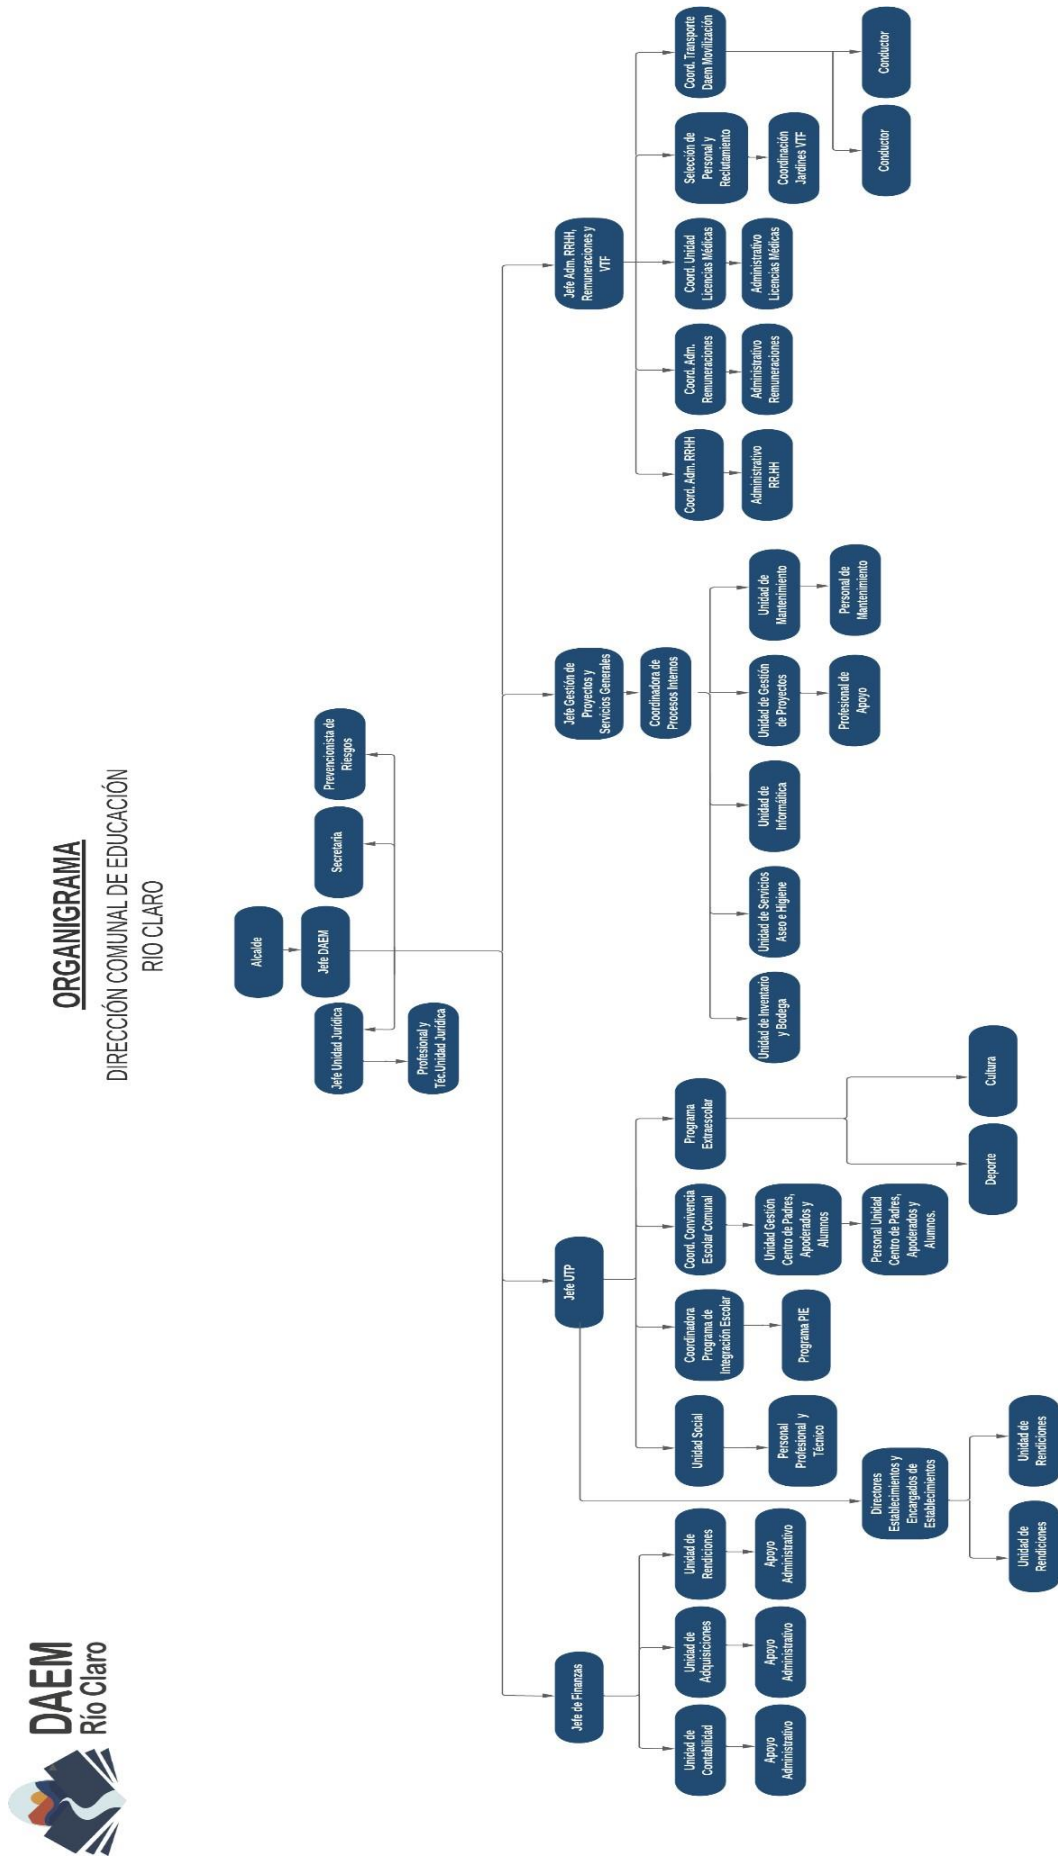 DAEM
Río Claro
ORGANIGRAMA
DIRECCIÓN COMUNAL DE EDUCACIÓN
RIO CLARO
Alcalde
Jefe DAEM
Jefe Unidad Jurídica
Secretaria
Prevencionista de
Riesgos
Profesional y
Téc.Unidad Jurídica
Jefe de Finanzas
Jefe UTP
Jefe Gestión de
Proyectos y
Servicios Generales
Jefe Adm. RRHH,
Remuneraciones y
VTF
Coordinadora de
Procesos Internos
Unidad de
Contabilidad
Unidad de
Adquisiciones
Unidad de
Rendiciones
Unidad Social
Coordinadora
Programa de
Integración Escolar
Coord. Convivencia
Escolar Comunal
Programa
Extraescolar
Coord. Adm. RRHH
Coord. Adm.
Remuneraciones
Coord. Unidad
Licencias Médicas
Selección de
Personal y
Reclutamiento
Coord. Transporte
Daem Movilización
Apoyo
Administrativo
Apoyo
Administrativo
Apoyo
Administrativo
Personal
Profesional y
Técnico
Programa PIE
Unidad Gestión
Centro de Padres,
Apoderados y
Alumnos
Unidad de Inventario
y Bodega
Unidad de Servicios
Aseo e Higiene
Unidad de
Informáitica
Unidad de Gestión
de Proyectos
Unidad de
Mantenimiento
Administrativo
RR.HH
Administrativo
Remuneraciones
Administrativo
Licencias Médicas
Coordinación
Jardines VTF
Directores
Establecimientos y
Encargados de
Establecimientos
Personal Unidad
Centro de Padres,
Apoderados y
Alumnos.
Profesional de
Apoyo
Personal de
Mantenimiento
Conductor
Conductor
Deporte
Cultura
Unidad de
Rendiciones
Unidad de
Rendiciones